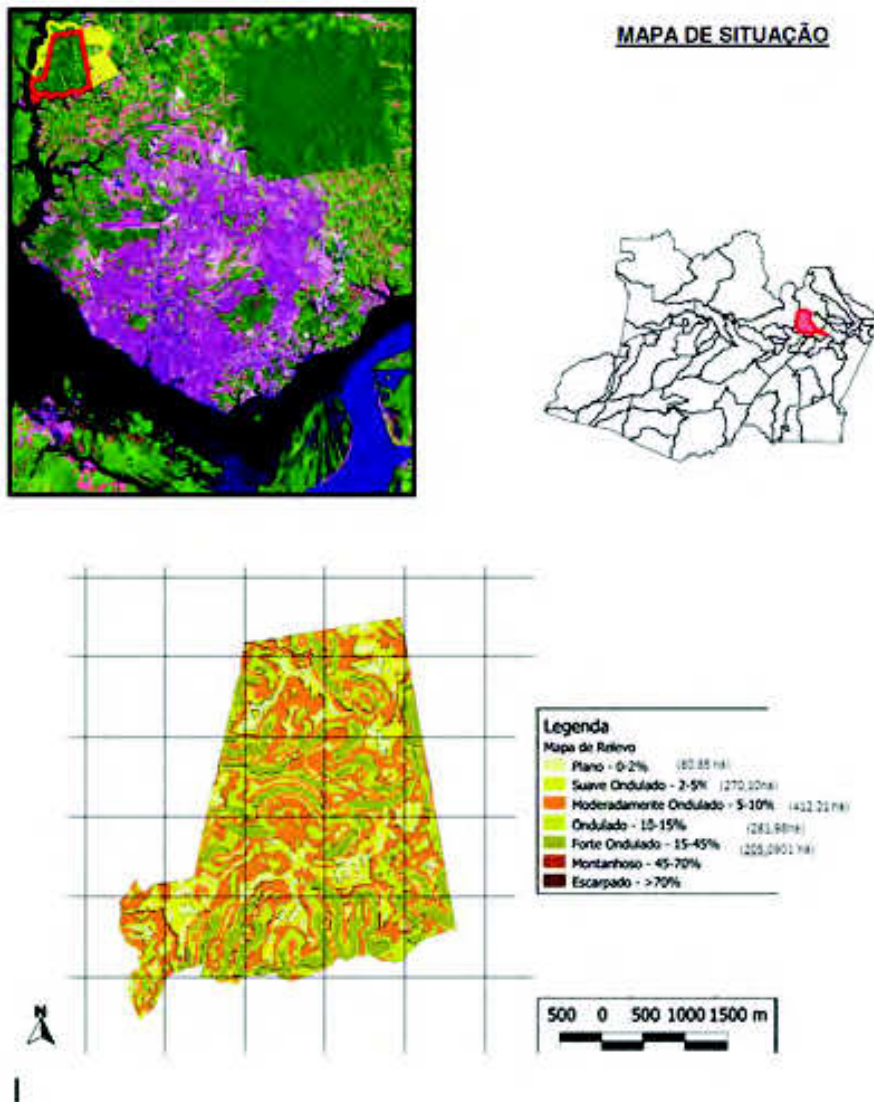 MAPA DE SITUAÇÃO
Legenda
Mapa de Relevo
Plano - 0-2% (80,85 ha)
Suave Ondulado - 2-5% (270,10ha)
Moderadamente Ondulado - 5-10% (412,21 ha)
Ondulado - 10-15% (281,98ha)
Forte Ondulado - 15-45% (205,0901 ha)
Montanhoso - 45-70%
Escarpado - >70%
N
500 0 500 1000 1500 m